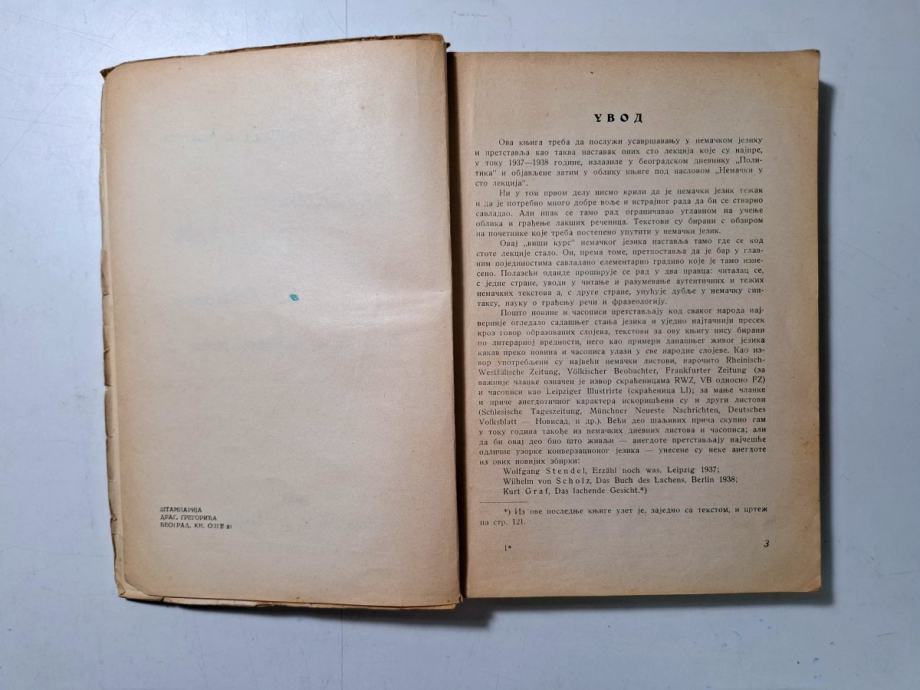 ШТАМПАРИЈА
ДРАГ. ГРЕГОРИЋА
БЕОГРАД, КН. ОЛГЕ
УВОД
Ова књига треба да послужи усавршавању у немачком језику
и претставља као таква наставак оних сто лекција које су најпре,
у току 1937—1938 године, излазиле у београдском дневнику „Поли-
тика“ и објављене затим у облику књиге под насловом „Немачки у
сто лекција“.
Ни у том првом делу нисмо крили да је немачки језик тежак
и да је потребно много добре воље и истрајног рада да би се стварно
савладао. Али ипак се тамо рад ограничавао углавном на учење
облика и грађење лакших реченица. Текстови су бирани с обзиром
на почетнике које треба постепено упутити у немачки језик.
Овај „виши курс“ немачког језика наставља тамо где се код
стоте лекције стало. Он, према томе, претпоставља да је бар у глав-
ним појединостима савладано елементарно градиво које је тамо изне-
сено. Полазећи оданде проширује се рад у два правца: читалац се,
с једне стране, уводи у читање и разумевање аутентичних и тежих
немачких текстова а, с друге стране, упућује дубље у немачку син-
таксу, науку о грађењу речи и фразеологију.
Пошто новине и часописи претстављају код сваког народа нај-
верније огледало садашњег стања језика и уједно најтачнији пресек
кроз говор образованих слојева, текстови за ову књигу нису бирани
по литерарној вредности, него као примери данашњег живог језика
какав преко новина и часописа улази у све народне слојеве. Као из-
вор употребљени су највећи немачки листови, нарочито Rheinisch-
Westfälische Zeitung, Völkischer Beobachter, Frankfurter Zeitung (за
важније чланке означен је извор скраћеницама RWZ, VB односно FZ)
и часописи као Leipziger Illustrirte (скраћеница LI); за мање чланке
и приче анегдотичног карактера искоришћени су и други листови
(Schlesische Tageszeitung, Münchner Neueste Nachrichten, Deutsches
Volksblatt — Новисад, и др.). Већи део шаљивих прича скупио сам
у току година такође из немачких дневних листова и часописа; али
да би овај део био што живљи — анегдоте претстављају најчешће
одличне узорке конверзационог језика — унесене су неке анегдоте
из ових новијих збирки:
Wolfgang Stendel, Erzähl noch was, Leipzig 1937;
Wilhelm von Scholz, Das Buch des Lachens, Berlin 1938;
Kurt Graf, Das lachende Gesicht.*)
*) Из ове последње књиге узет је, заједно са текстом, и цртеж
на стр. 121.
1*
3